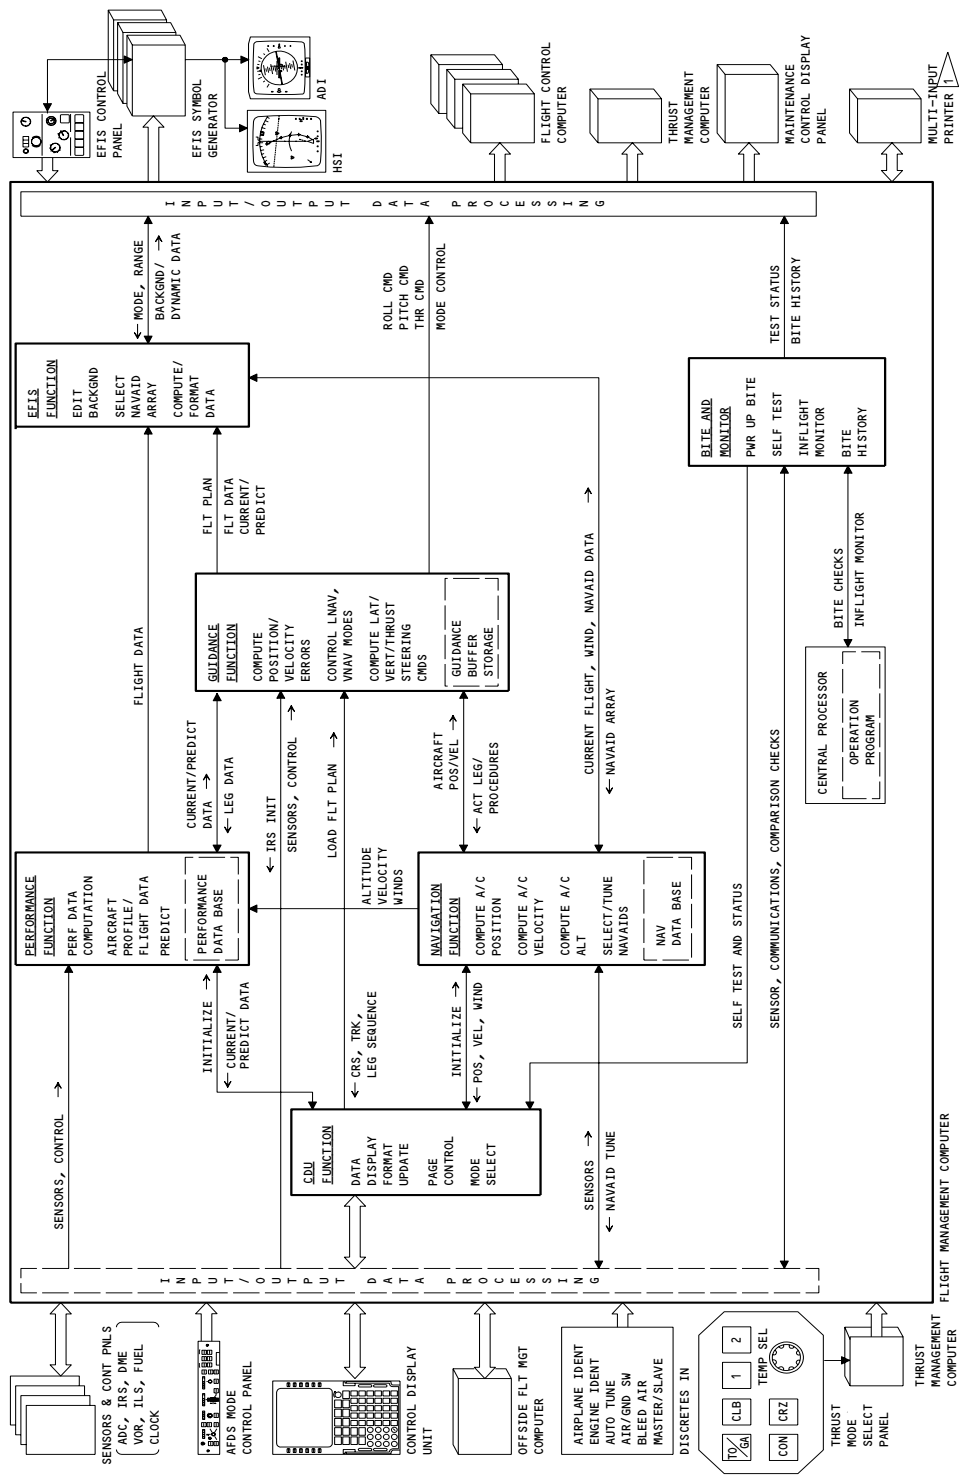 SENSORS & CONT PNLS
ADC, IRS, DME
VOR, ILS, FUEL
CLOCK
AFDS MODE
CONTROL PANEL
CONTROL DISPLAY
UNIT
OFFSIDE FLT MGT
COMPUTER
AIRPLANE IDENT
ENGINE IDENT
AUTO TUNE
AIR/GND SW
BLEED AIR
MASTER/SLAVE
DISCRETES IN
TO/
GA
CLB
1
2
TEMP SEL
CON
CRZ
THRUST
MODE
SELECT
PANEL
THRUST
MANAGEMENT
COMPUTER
INPUT/OUTPUT DATA PROCESSING
SENSORS, CONTROL →
CDU
FUNCTION
DATA
DISPLAY
FORMAT
UPDATE
PAGE
CONTROL
MODE
SELECT
INITIALIZE →
← CURRENT/
PREDICT DATA
← CRS, TRK,
LEG SEQUENCE
INITIALIZE →
← POS, VEL, WIND
SENSORS →
← NAVAID TUNE
SELF TEST AND STATUS
SENSOR, COMMUNICATIONS, COMPARISON CHECKS
PERFORMANCE
FUNCTION
PERF DATA
COMPUTATION
AIRCRAFT
PROFILE/
FLIGHT DATA
PREDICT
PERFORMANCE
DATA BASE
ALTITUDE
VELOCITY
WINDS
NAVIGATION
FUNCTION
COMPUTE A/C
POSITION
COMPUTE A/C
VELOCITY
COMPUTE A/C
ALT
SELECT/TUNE
NAVAIDS
NAV
DATA BASE
FLIGHT DATA
CURRENT/PREDICT
DATA →
← LEG DATA
← IRS INIT
SENSORS, CONTROL →
LOAD FLT PLAN →
AIRCRAFT
POS/VEL →
← ACT LEG/
PROCEDURES
CURRENT FLIGHT, WIND, NAVAID DATA →
← NAVAID ARRAY
GUIDANCE
FUNCTION
COMPUTE
POSITION/
VELOCITY
ERRORS
CONTROL LNAV,
VNAV MODES
COMPUTE LAT/
VERT/THRUST
STEERING
CMDS
GUIDANCE
BUFFER
STORAGE
CENTRAL PROCESSOR
OPERATION
PROGRAM
BITE CHECKS
INFLIGHT MONITOR
FLT PLAN
FLT DATA
CURRENT/
PREDICT
EFIS
FUNCTION
EDIT
BACKGND
SELECT
NAVAID
ARRAY
COMPUTE/
FORMAT
DATA
BITE AND
MONITOR
PWR UP BITE
SELF TEST
INFLIGHT
MONITOR
BITE
HISTORY
← MODE, RANGE
BACKGND/ →
DYNAMIC DATA
ROLL CMD
PITCH CMD
THR CMD
MODE CONTROL
TEST STATUS
BITE HISTORY
INPUT/OUTPUT DATA PROCESSING
FLIGHT MANAGEMENT COMPUTER
EFIS CONTROL
PANEL
EFIS SYMBOL
GENERATOR
HSI
ADI
FLIGHT CONTROL
COMPUTER
THRUST
MANAGEMENT
COMPUTER
MAINTENANCE
CONTROL DISPLAY
PANEL
MULTI-INPUT
PRINTER 1